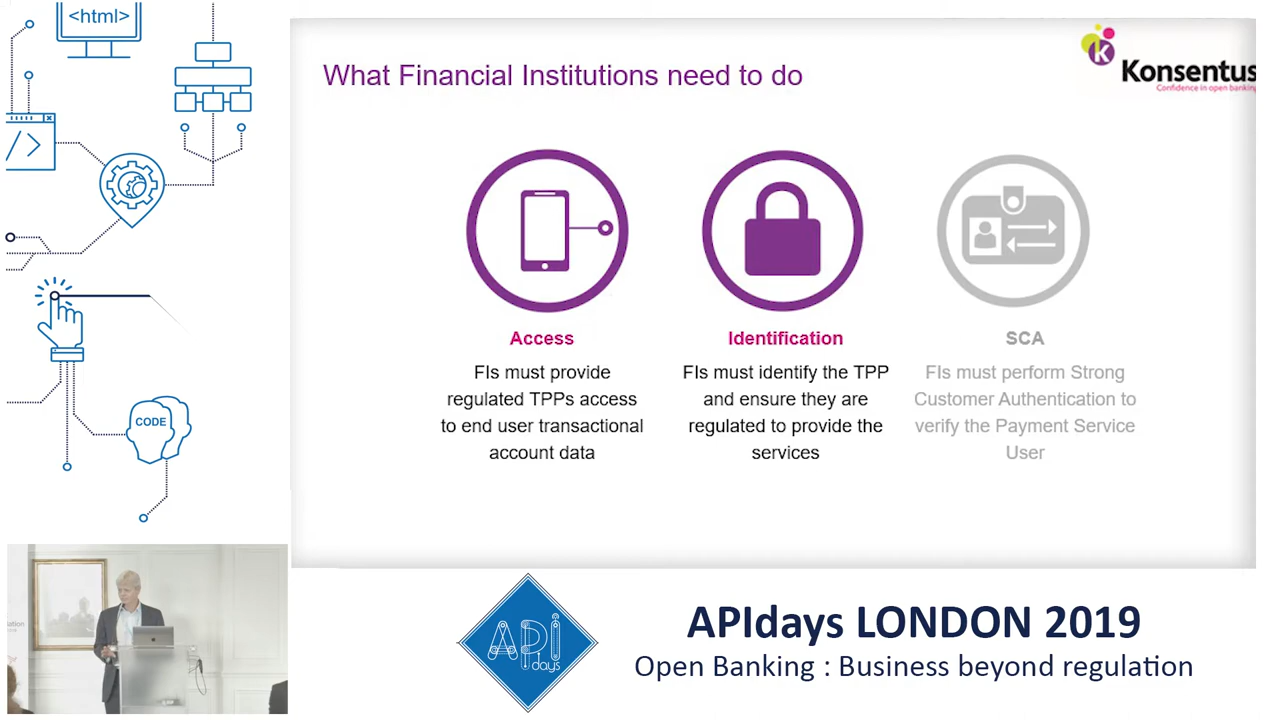 <html>
</>
CODE
What Financial Institutions need to do
K
Konsentus
Confidence in open banking
Access
FIs must provide
regulated TPPs access
to end user transactional
account data
Identification
FIs must identify the TPP
and ensure they are
regulated to provide the
services
SCA
FIs must perform Strong
Customer Authentication to
verify the Payment Service
User
API
days
APIdays LONDON 2019
Open Banking : Business beyond regulation